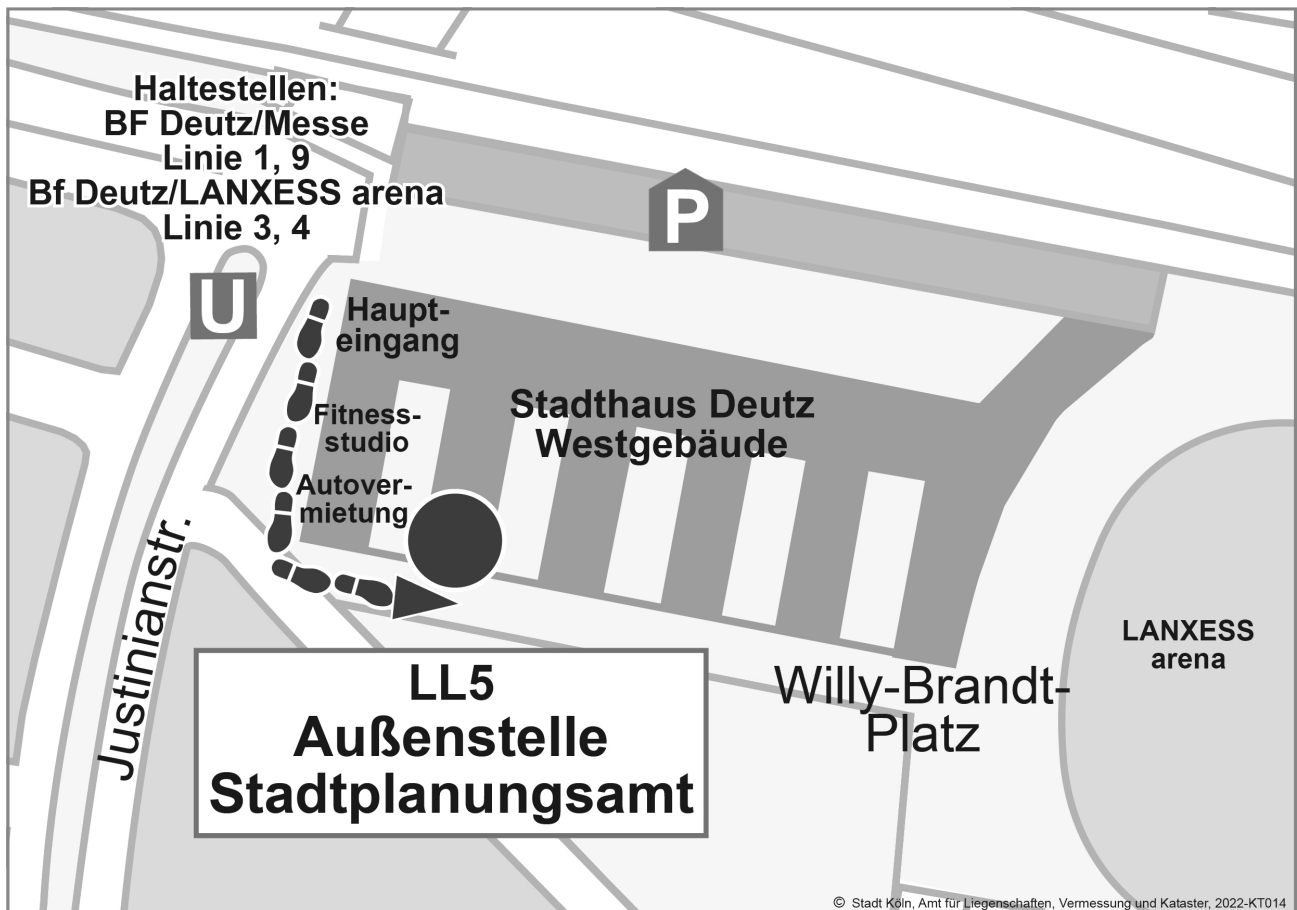 Haltestellen:
BF Deutz/Messe
Linie 1, 9
Bf Deutz/LANXESS arena
Linie 3, 4
P
U
Haupt-
eingang
Fitness-
studio
Autover-
mietung
Stadthaus Deutz
Westgebäude
Justinianstr.
LANXESS
arena
Willy-Brandt-
Platz
LL5
Außenstelle
Stadtplanungsamt
© Stadt Köln, Amt für Liegenschaften, Vermessung und Kataster, 2022-KT014